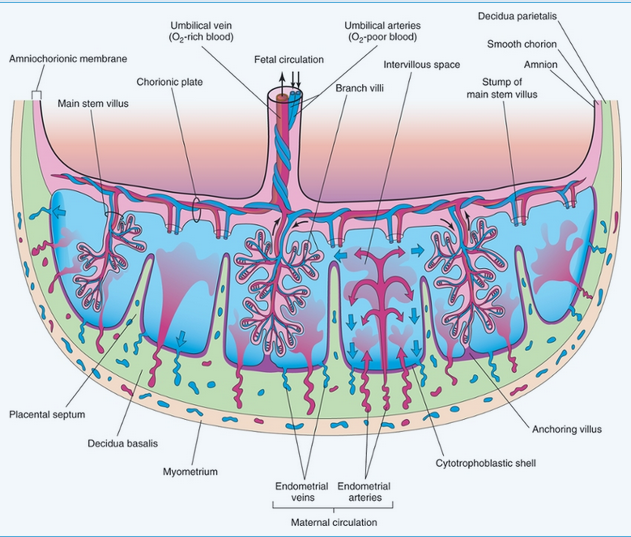 Decidua parietalis
Umbilical vein
(O2-rich blood)
Umbilical arteries
(O2-poor blood)
Smooth chorion
Amniochorionic membrane
Fetal circulation
Intervillous space
Amnion
Chorionic plate
Branch villi
Stump of
main stem villus
Main stem villus
Placental septum
Anchoring villus
Decidua basalis
Cytotrophoblastic shell
Myometrium
Endometrial
veins
Endometrial
arteries
Maternal circulation